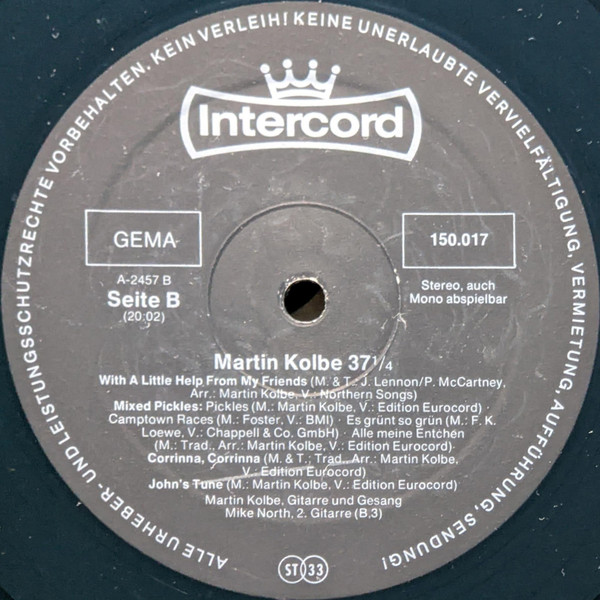 ALLE URHEBER- UND LEISTUNGSSCHUTZRECHTE VORBEHALTEN. KEIN VERLEIH! KEINE UNERLAUBTE VERVIELFÄLTIGUNG, VERMIETUNG, AUFFÜHRUNG, SENDUNG!
Intercord
GEMA
150.017
A-2457 B
Seite B
(20:02)
Stereo, auch
Mono abspielbar
Martin Kolbe 37 1/4
With A Little Help From My Friends (M. & T.: J. Lennon/P. McCartney,
Arr.: Martin Kolbe, V.: Northern Songs)
Mixed Pickles: Pickles (M.: Martin Kolbe, V.: Edition Eurocord) ·
Camptown Races (M.: Foster, V.: BMI) · Es grünt so grün (M.: F. K.
Loewe, V.: Chappell & Co. GmbH) · Alle meine Entchen
(M.: Trad., Arr.: Martin Kolbe, V.: Edition Eurocord)
Corrinna, Corrinna (M. & T.: Trad., Arr.: Martin Kolbe,
V.: Edition Eurocord)
John's Tune (M.: Martin Kolbe, V.: Edition Eurocord)
Martin Kolbe, Gitarre und Gesang
Mike North, 2. Gitarre (B,3)
ST 33